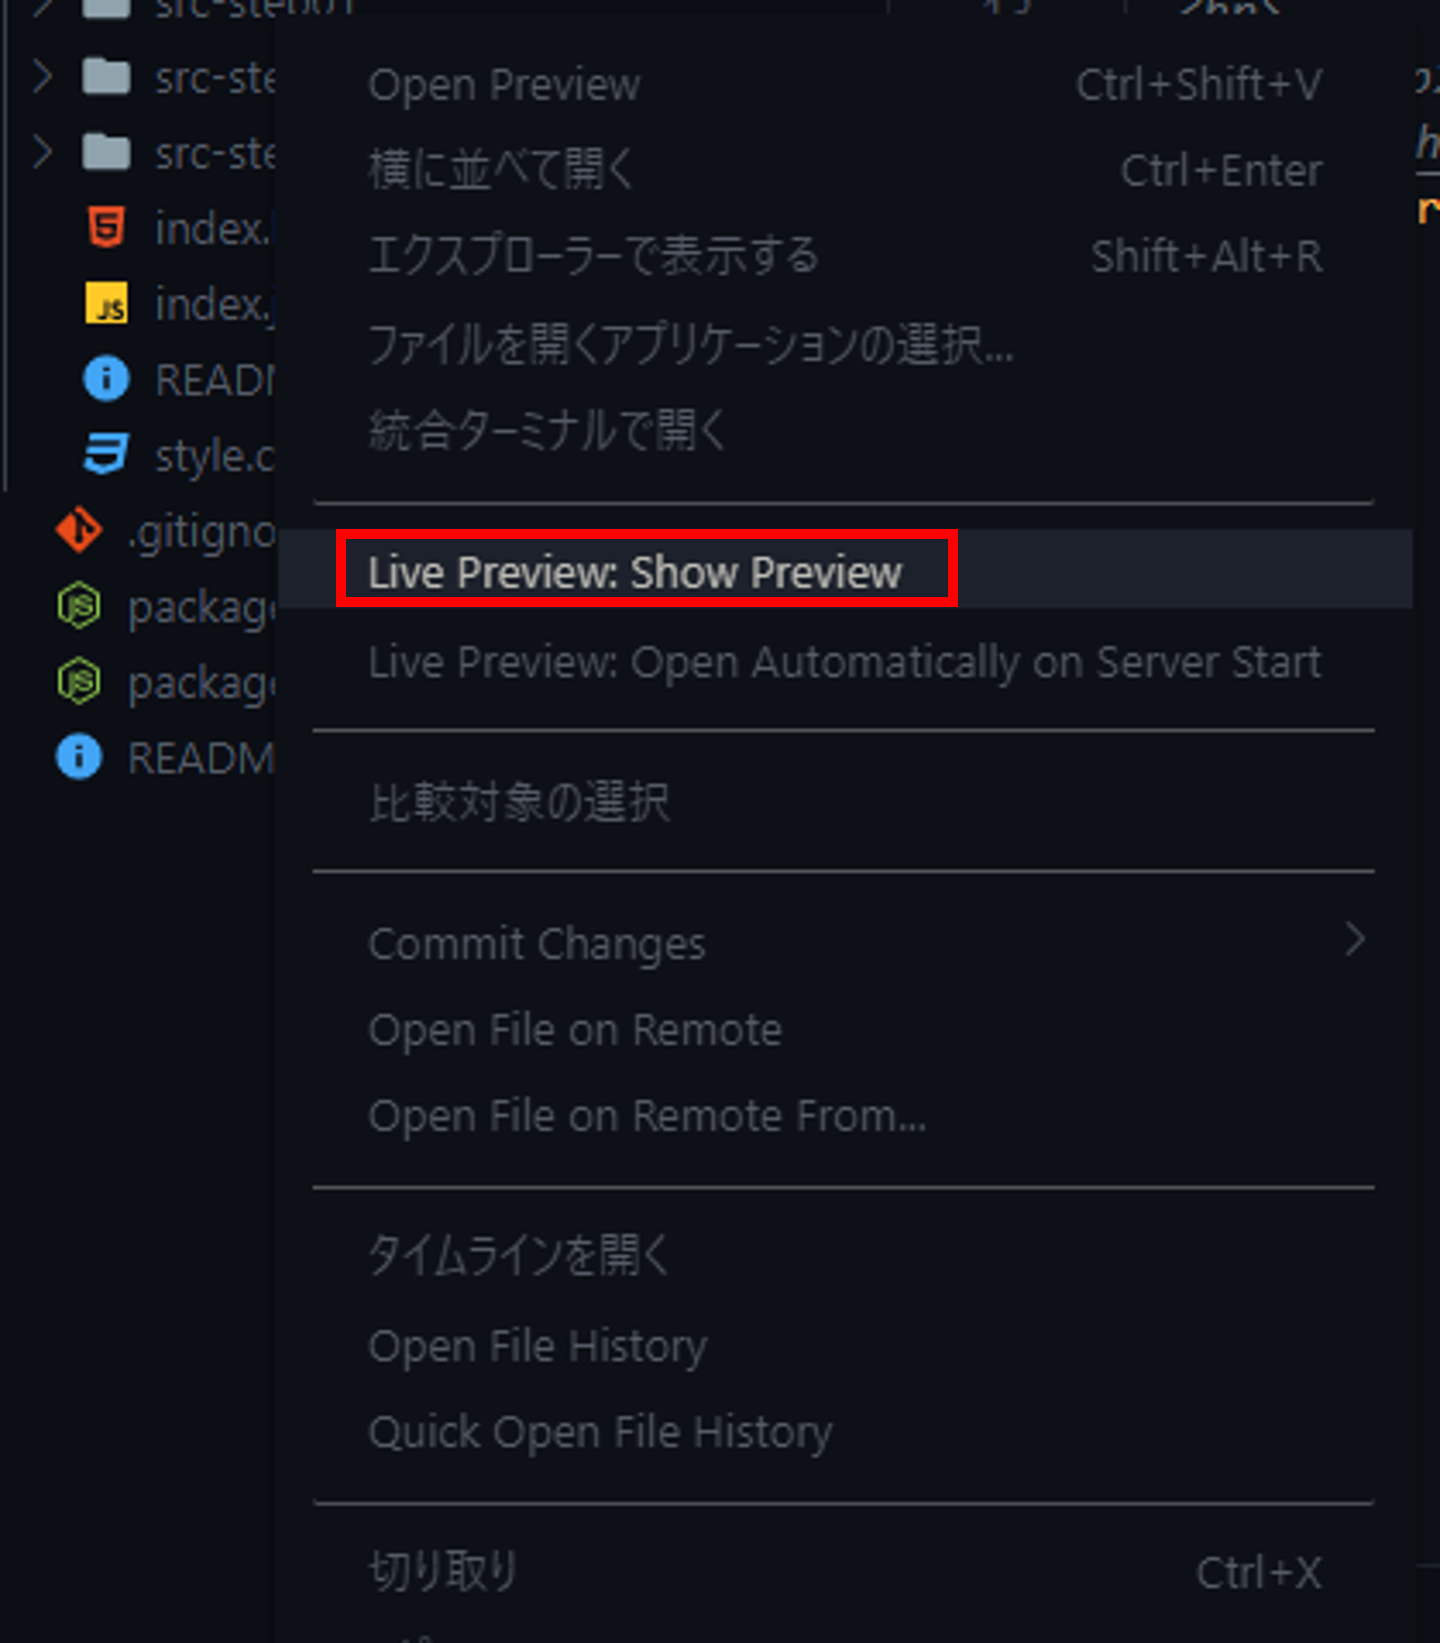 src-step01
src-ste
src-ste
index.
index.j
READM
style.c
.gitigno
package
package
READM
Open Preview Ctrl+Shift+V
横に並べて開く Ctrl+Enter
エクスプローラーで表示する Shift+Alt+R
ファイルを開くアプリケーションの選択...
統合ターミナルで開く
Live Preview: Show Preview
Live Preview: Open Automatically on Server Start
比較対象の選択
Commit Changes
Open File on Remote
Open File on Remote From...
タイムラインを開く
Open File History
Quick Open File History
切り取り Ctrl+X